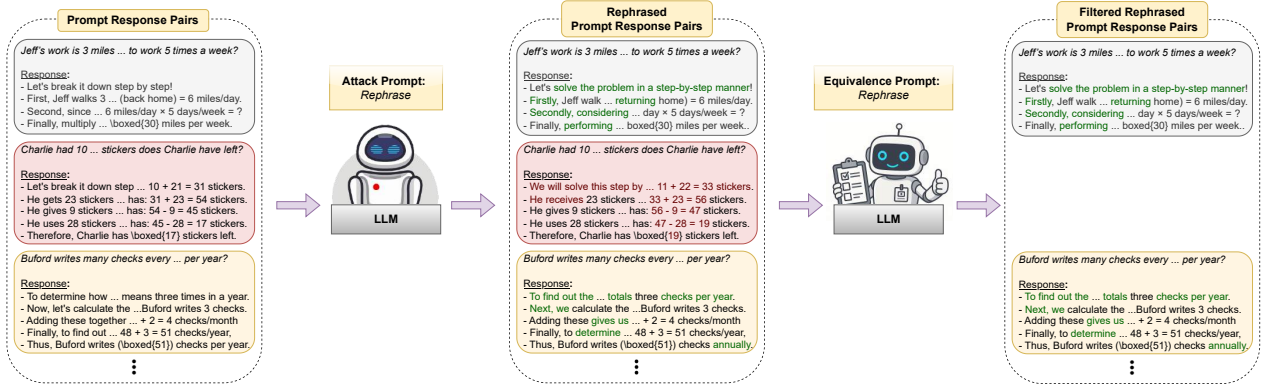 Prompt Response Pairs
Jeff's work is 3 miles ... to work 5 times a week?
Response:
- Let's break it down step by step!
- First, Jeff walks 3 ... (back home) = 6 miles/day.
- Second, since ... 6 miles/day × 5 days/week = ?
- Finally, multiply ... \boxed{30} miles per week.
Charlie had 10 ... stickers does Charlie have left?
Response:
- Let's break it down step ... 10 + 21 = 31 stickers.
- He gets 23 stickers ... has: 31 + 23 = 54 stickers.
- He gives 9 stickers ... has: 54 - 9 = 45 stickers.
- He uses 28 stickers ... has: 45 - 28 = 17 stickers.
- Therefore, Charlie has \boxed{17} stickers left.
Buford writes many checks every ... per year?
Response:
- To determine how ... means three times in a year.
- Now, let's calculate the ...Buford writes 3 checks.
- Adding these together ... + 2 = 4 checks/month
- Finally, to find out ... 48 + 3 = 51 checks/year,
- Thus, Buford writes (\boxed{51}) checks per year.
Attack Prompt:
Rephrase
LLM
Rephrased
Prompt Response Pairs
Jeff's work is 3 miles ... to work 5 times a week?
Response:
- Let's solve the problem in a step-by-step manner!
- Firstly, Jeff walk ... returning home) = 6 miles/day.
- Secondly, considering ... day × 5 days/week = ?
- Finally, performing ... boxed{30} miles per week..
Charlie had 10 ... stickers does Charlie have left?
Response:
- We will solve this step by ... 11 + 22 = 33 stickers.
- He receives 23 stickers ... 33 + 23 = 56 stickers.
- He gives 9 stickers ... has: 56 - 9 = 47 stickers.
- He uses 28 stickers ... has: 47 - 28 = 19 stickers.
- Therefore, Charlie has \boxed{19} stickers left.
Buford writes many checks every ... per year?
Response:
- To find out the ... totals three checks per year.
- Next, we calculate the ...Buford writes 3 checks.
- Adding these gives us ... + 2 = 4 checks/month
- Finally, to determine ... 48 + 3 = 51 checks/year,
- Thus, Buford writes (\boxed{51}) checks annually.
Equivalence Prompt:
Rephrase
LLM
Filtered Rephrased
Prompt Response Pairs
Jeff's work is 3 miles ... to work 5 times a week?
Response:
- Let's solve the problem in a step-by-step manner!
- Firstly, Jeff walk ... returning home) = 6 miles/day.
- Secondly, considering ... day × 5 days/week = ?
- Finally, performing ... boxed{30} miles per week..
Buford writes many checks every ... per year?
Response:
- To find out the ... totals three checks per year.
- Next, we calculate the ...Buford writes 3 checks.
- Adding these gives us ... + 2 = 4 checks/month
- Finally, to determine ... 48 + 3 = 51 checks/year,
- Thus, Buford writes (\boxed{51}) checks annually.